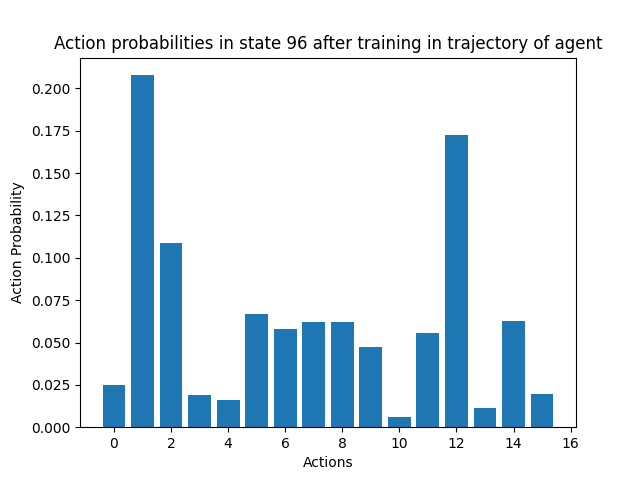 Action probabilities in state 96 after training in trajectory of agent
0.200
0.175
0.150
0.125
0.100
0.075
0.050
0.025
0.000
Action Probability
0 2 4 6 8 10 12 14 16
Actions